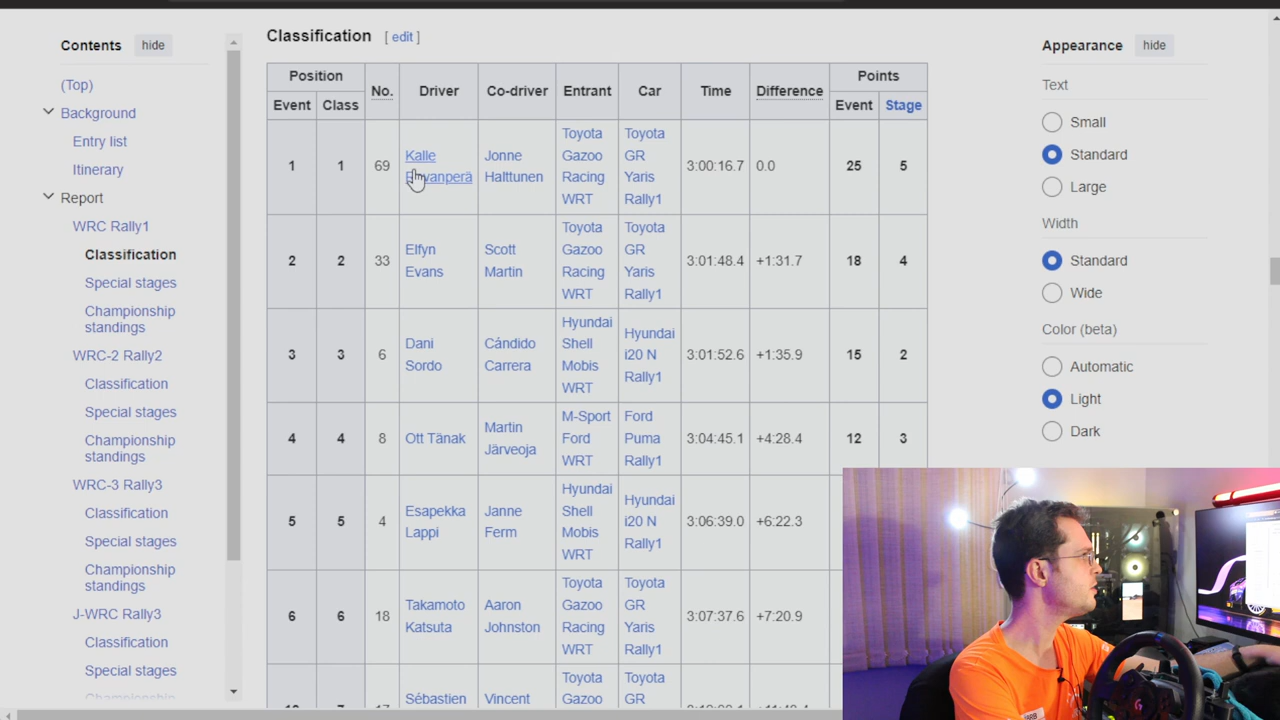 Contents hide
(Top)
Background
Entry list
Itinerary
Report
WRC Rally1
Classification
Special stages
Championship
standings
WRC-2 Rally2
Classification
Special stages
Championship
standings
WRC-3 Rally3
Classification
Special stages
Championship
standings
J-WRC Rally3
Classification
Special stages
Championship
Classification [ edit ]
Position No. Driver Co-driver Entrant Car Time Difference Points
Event Class Event Stage
1 1 69 Kalle Jonne Halttunen Toyota Gazoo Racing WRT Toyota GR Yaris Rally1 3:00:16.7 0.0 25 5
2 2 33 Elfyn Evans Scott Martin Toyota Gazoo Racing WRT Toyota GR Yaris Rally1 3:01:48.4 +1:31.7 18 4
3 3 6 Dani Sordo Cándido Carrera Hyundai Shell Mobis WRT Hyundai i20 N Rally1 3:01:52.6 +1:35.9 15 2
4 4 8 Ott Tänak Martin Järveoja M-Sport Ford WRT Ford Puma Rally1 3:04:45.1 +4:28.4 12 3
5 5 4 Esapekka Lappi Janne Ferm Hyundai Shell Mobis WRT Hyundai i20 N Rally1 3:06:39.0 +6:22.3
6 6 18 Takamoto Katsuta Aaron Johnston Toyota Gazoo Racing WRT Toyota GR Yaris Rally1 3:07:37.6 +7:20.9
Sébastien Vincent Toyota Gazoo Toyota GR
Appearance hide
Text
Small
Standard
Large
Width
Standard
Wide
Color (beta)
Automatic
Light
Dark